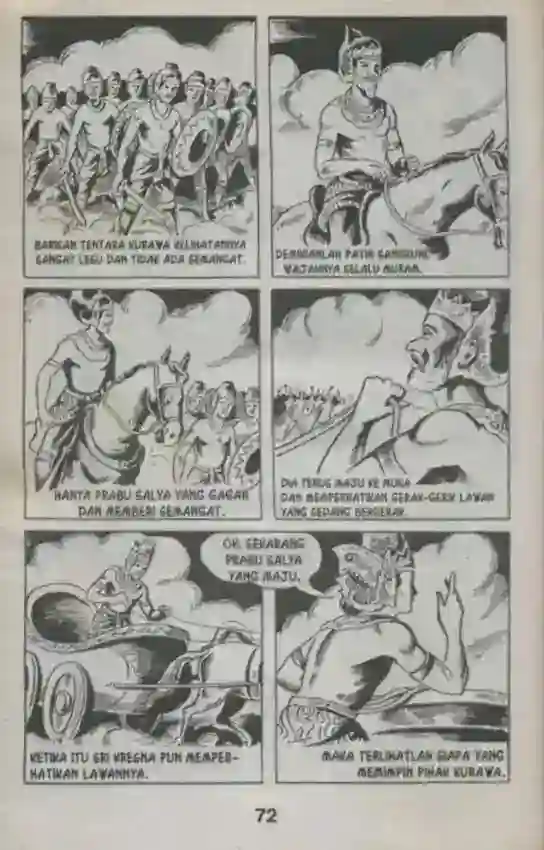 BARISAN TENTARA KURAWA KELIHATANNYA
SANGAT LESU DAN TIDAK ADA SEMANGAT.
DEMIKIANLAH PATIH SANGKUNI,
WAJAHNYA SELALU MURAM.
HANYA PRABU SALYA YANG GAGAH
DAN MEMBERI SEMANGAT.
DIA TERUS MAJU KE MUKA
DAN MEMPERHATIKAN GERAK-GERIK LAWAN
YANG SEDANG BERGERAK.
KETIKA ITU SRI KRESNA PUN MEMPER-
HATIKAN LAWANNYA.
OH, SEKARANG
PRABU SALYA
YANG MAJU.
MAKA TERLIHATLAH SIAPA YANG
MEMIMPIN PIHAK KURAWA.
72